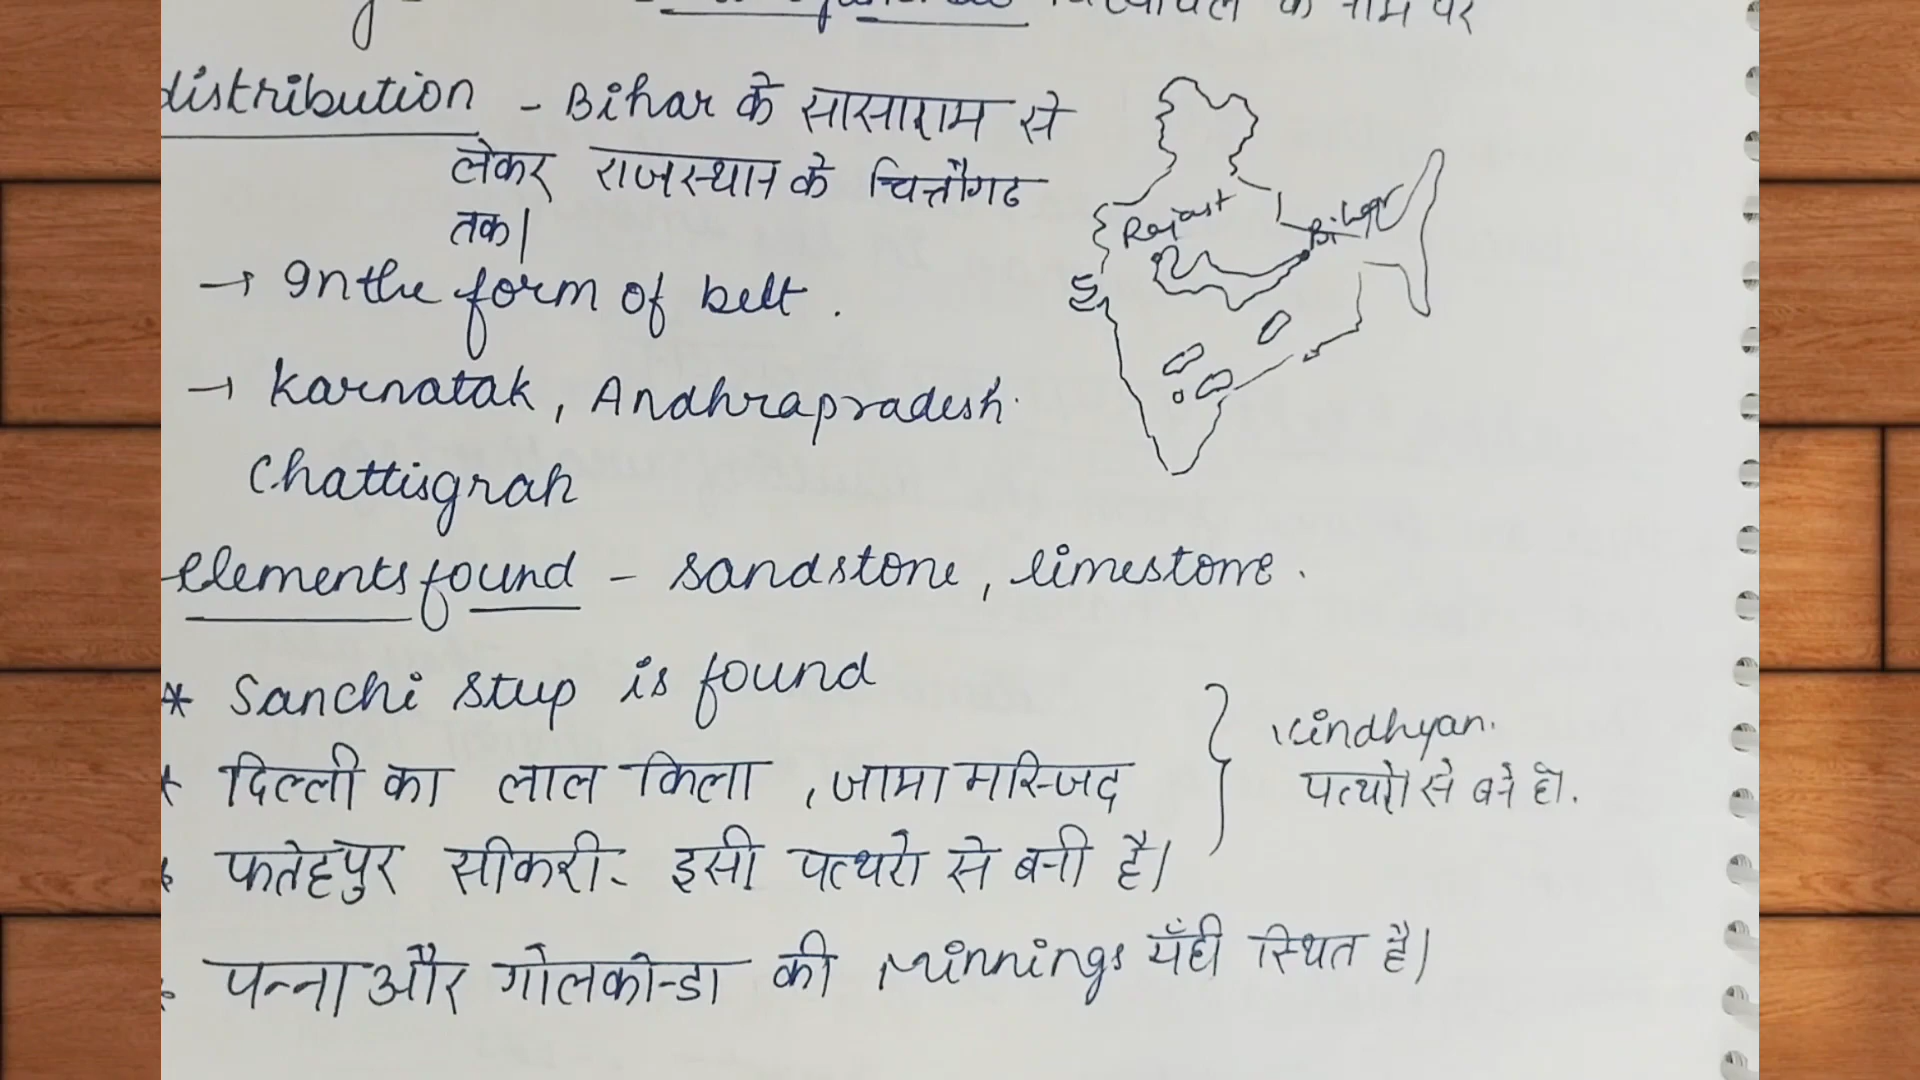 विन्ध्याचल के नाम पर
distribution - Bihar के सासाराम से
लेकर राजस्थान के चित्तौगढ
तक।
→ In the form of belt.
→ Karnatak, Andhrapradesh.
Chattisgrah
elements found - sandstone, limestone.
* Sanchi stup is found
* दिल्ली का लाल किला, जामा मस्जिद
* फतेहपुर सीकरी- इसी पत्थरो से बनी है।
} vindhyan.
पत्थरो से बने हो.
* पन्ना और गोलकोन्डा की Minnings यँही स्थित है।
Rajast
Bihar